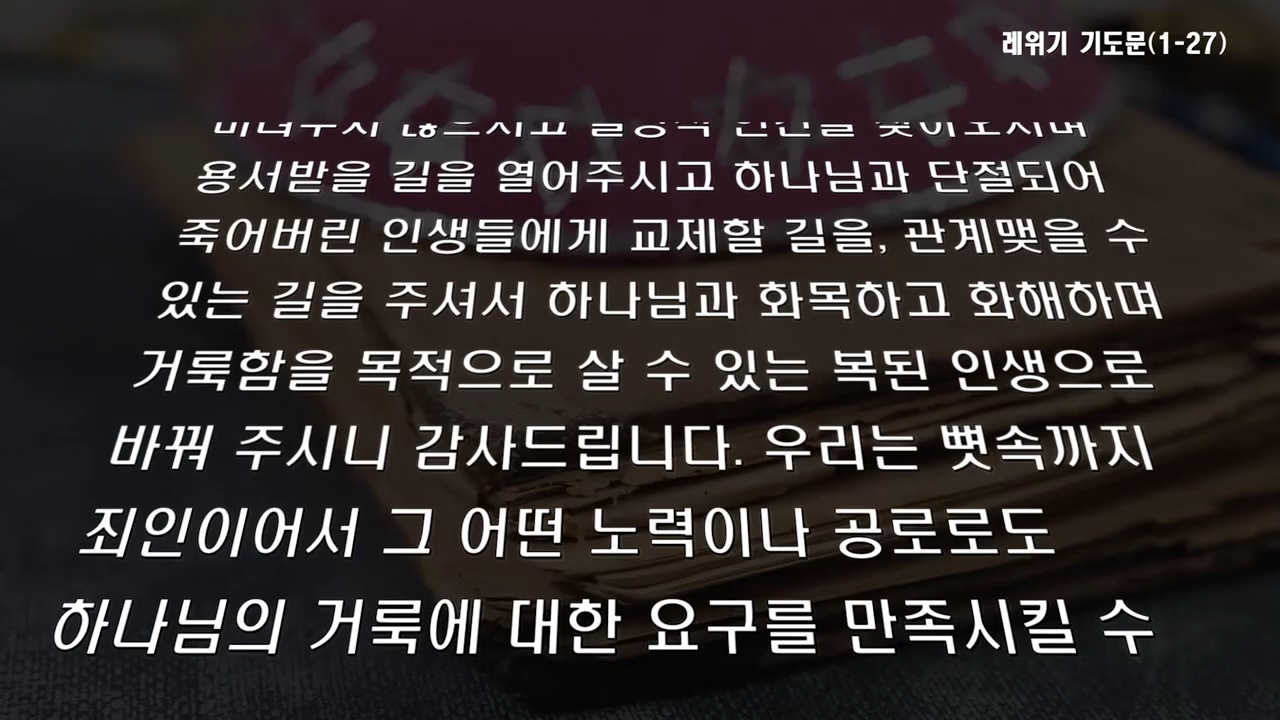 레위기 기도문(1-27)
용서받을 길을 열어주시고 하나님과 단절되어
죽어버린 인생들에게 교제할 길을, 관계맺을 수
있는 길을 주셔서 하나님과 화목하고 화해하며
거룩함을 목적으로 살 수 있는 복된 인생으로
바꿔 주시니 감사드립니다. 우리는 뼛속까지
죄인이어서 그 어떤 노력이나 공로로도
하나님의 거룩에 대한 요구를 만족시킬 수